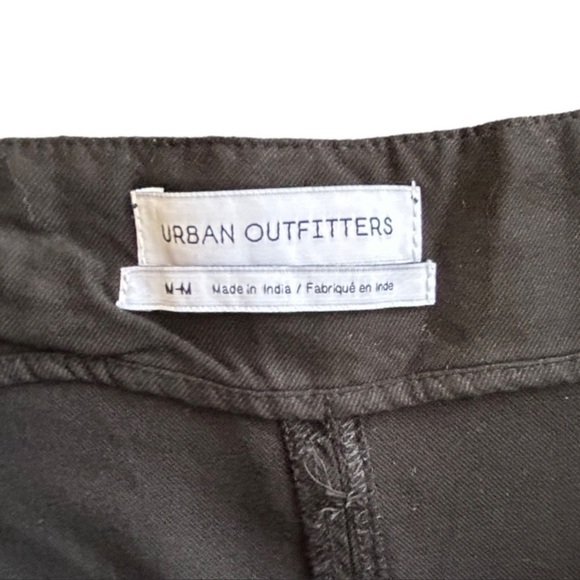 URBAN OUTFITTERS
M-M Made in India / Fabriqué en Inde